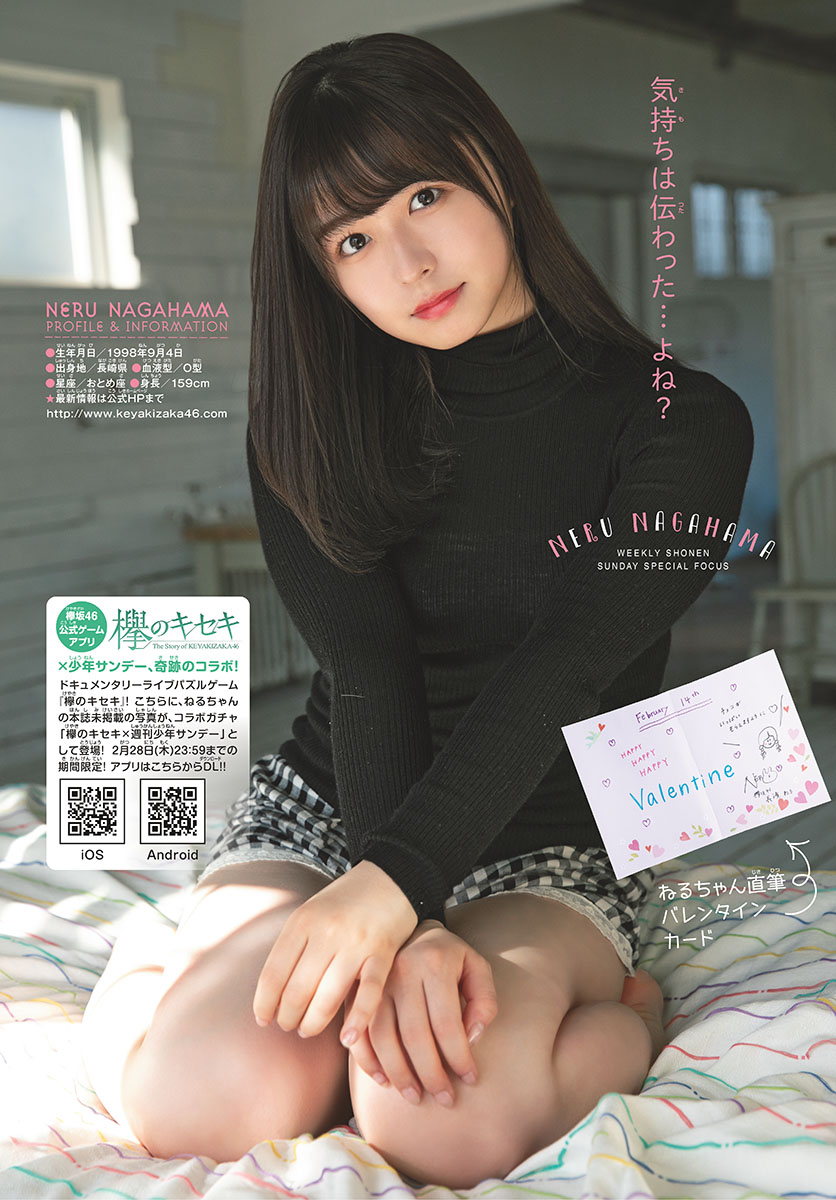 気持ちは伝わった…よね?
NERU NAGAHAMA
PROFILE & INFORMATION
●生年月日/1998年9月4日
●出身地/長崎県 ●血液型/O型
●星座/おとめ座 ●身長/159cm
★最新情報は公式HPまで
http://www.keyakizaka46.com
NERU NAGAHAMA
WEEKLY SHONEN
SUNDAY SPECIAL FOCUS
欅坂46
公式ゲーム
アプリ
欅のキセキ
The Story of KEYAKIZAKA46
×少年サンデー、奇跡のコラボ!
ドキュメンタリーライブパズルゲーム
『欅のキセキ』! こちらに、ねるちゃん
の本誌未掲載の写真が、コラボガチャ
「欅のキセキ×週刊少年サンデー」と
して登場! 2月28日(木)23:59までの
期間限定! アプリはこちらからDL!!
iOS
Android
February 14th
HAPPY
HAPPY
HAPPY
Valentine
チョコが
いっぱい
ねるちゃん直筆
バレンタイン
カード